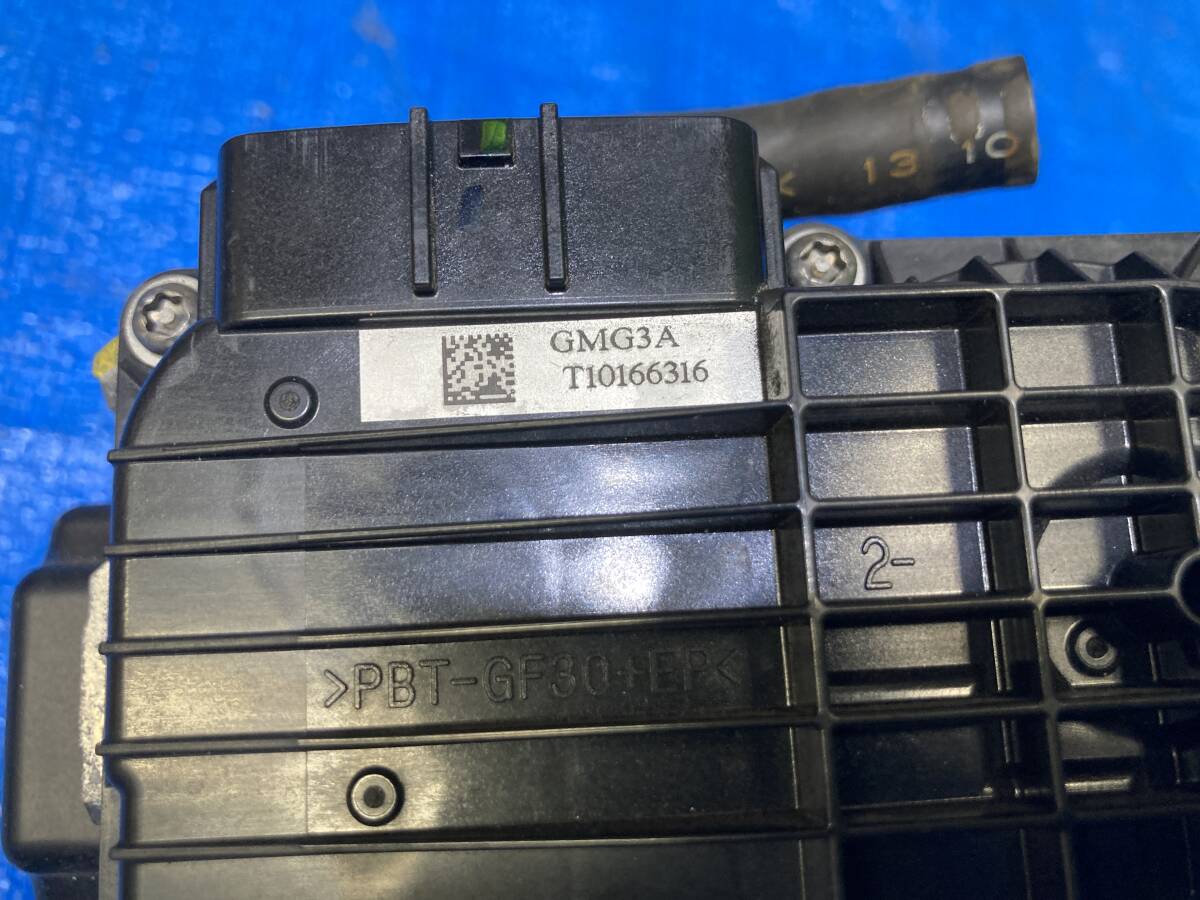 13 10
GMG3A
T10166316
2-
>PBT-GF30+EP<